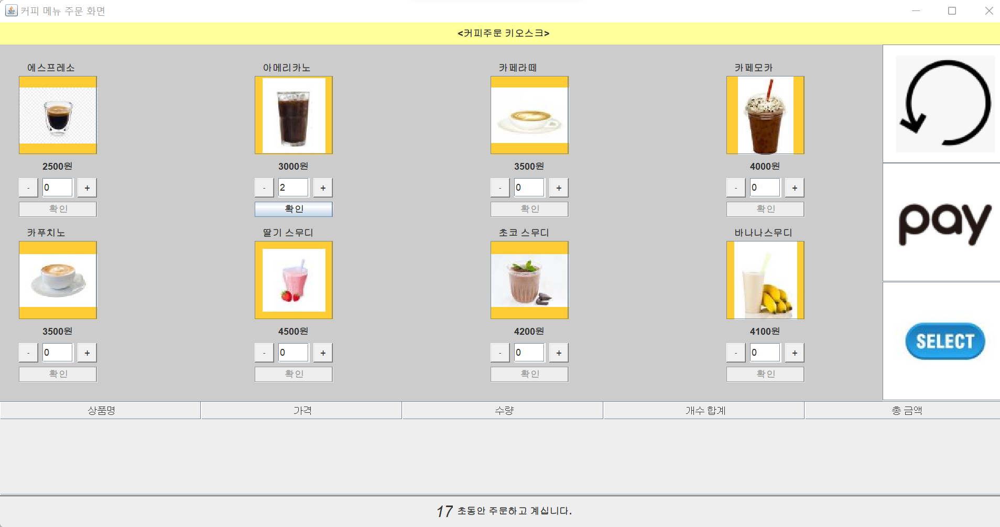 커피 메뉴 주문 화면
<커피주문 키오스크>
에스프레소 아메리카노 카페라떼 카페모카
2500원 3000원 3500원 4000원
- 0 + - 2 + - 0 + - 0 +
확인 확인 확인 확인
카푸치노 딸기 스무디 초코 스무디 바나나스무디
3500원 4500원 4200원 4100원
- 0 + - 0 + - 0 + - 0 +
확인 확인 확인 확인
pay
SELECT
상품명 가격 수량 개수 합계 총 금액
17 초동안 주문하고 계십니다.